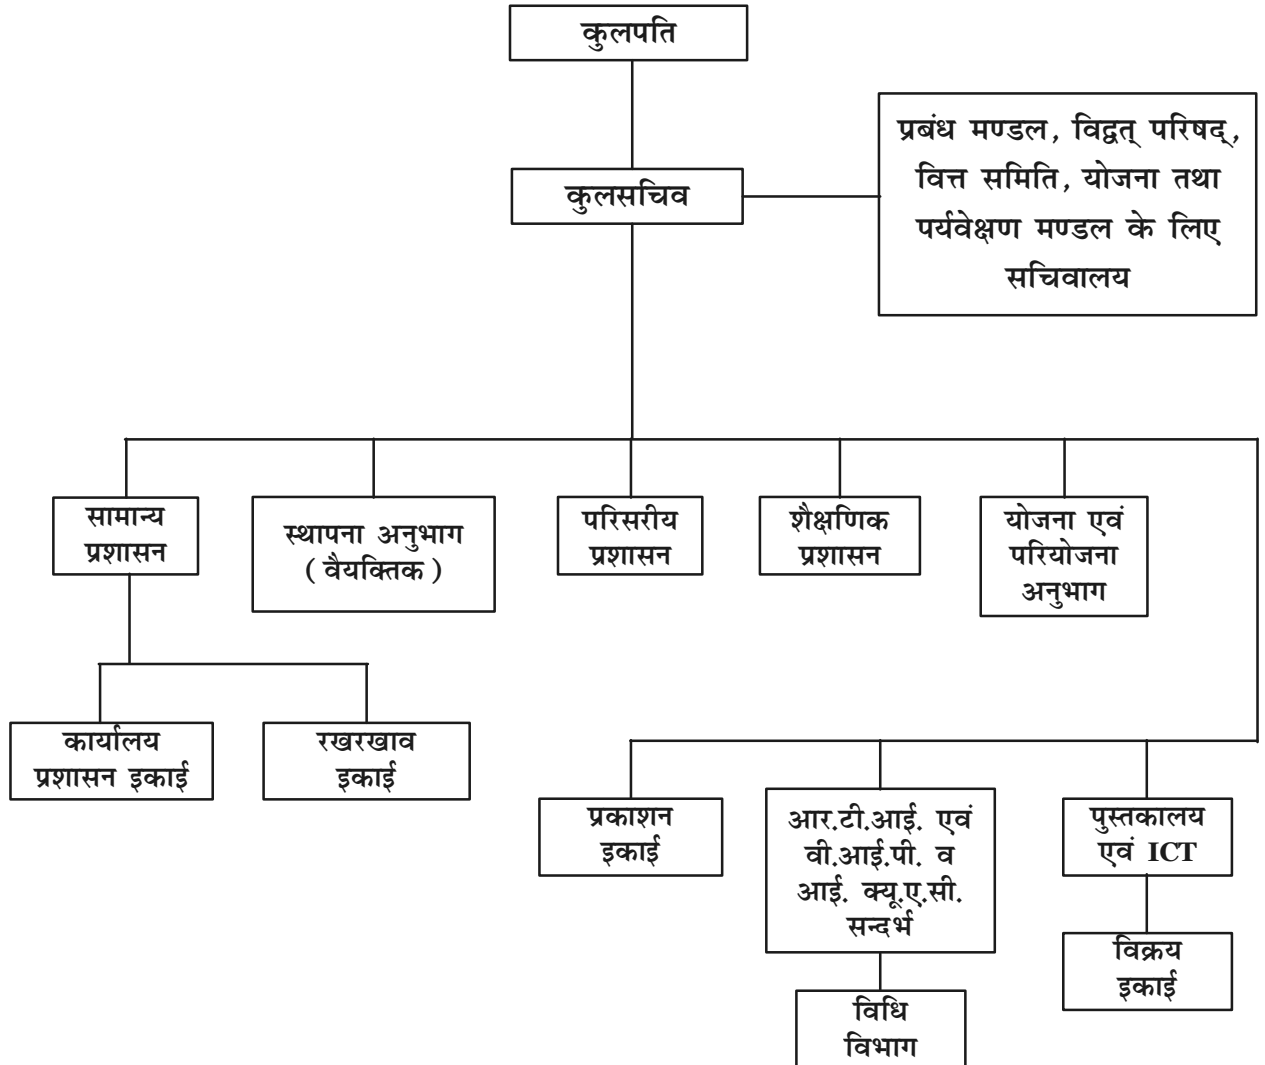 कुलपति
प्रबंध मण्डल, विद्वत् परिषद्,
वित्त समिति, योजना तथा
पर्यवेक्षण मण्डल के लिए
सचिवालय
कुलसचिव
सामान्य
प्रशासन
स्थापना अनुभाग
( वैयक्तिक )
परिसरीय
प्रशासन
शैक्षणिक
प्रशासन
योजना एवं
परियोजना
अनुभाग
कार्यालय
प्रशासन इकाई
रखरखाव
इकाई
प्रकाशन
इकाई
आर.टी.आई. एवं
वी.आई.पी. व
आई. क्यू.ए.सी.
सन्दर्भ
पुस्तकालय
एवं ICT
विक्रय
इकाई
विधि
विभाग